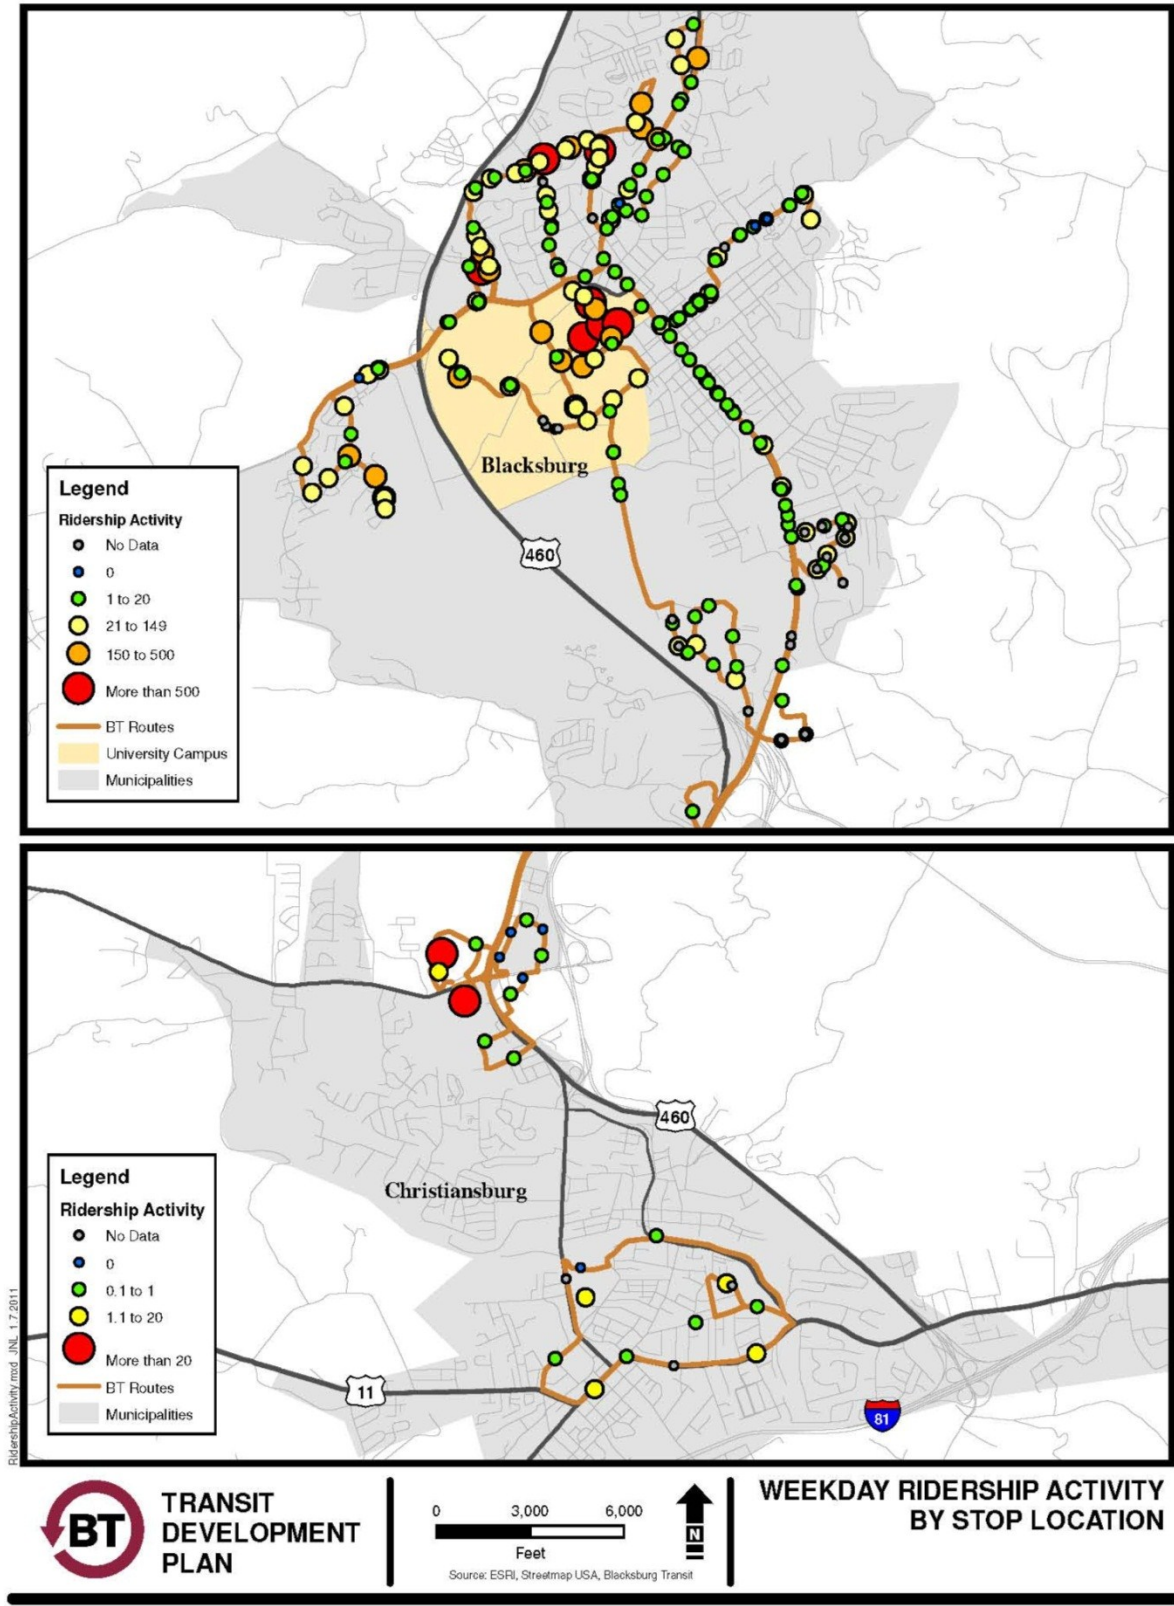 Blacksburg
460
Legend
Ridership Activity
No Data
0
1 to 20
21 to 149
150 to 500
More than 500
BT Routes
University Campus
Municipalities
460
Christiansburg
11
81
Legend
Ridership Activity
No Data
0
0.1 to 1
1.1 to 20
More than 20
BT Routes
Municipalities
RidershipActivity.mxd JNL 1.7.2011
BT
TRANSIT
DEVELOPMENT
PLAN
0 3,000 6,000
Feet
N
Source: ESRI, Streetmap USA, Blacksburg Transit
WEEKDAY RIDERSHIP ACTIVITY
BY STOP LOCATION